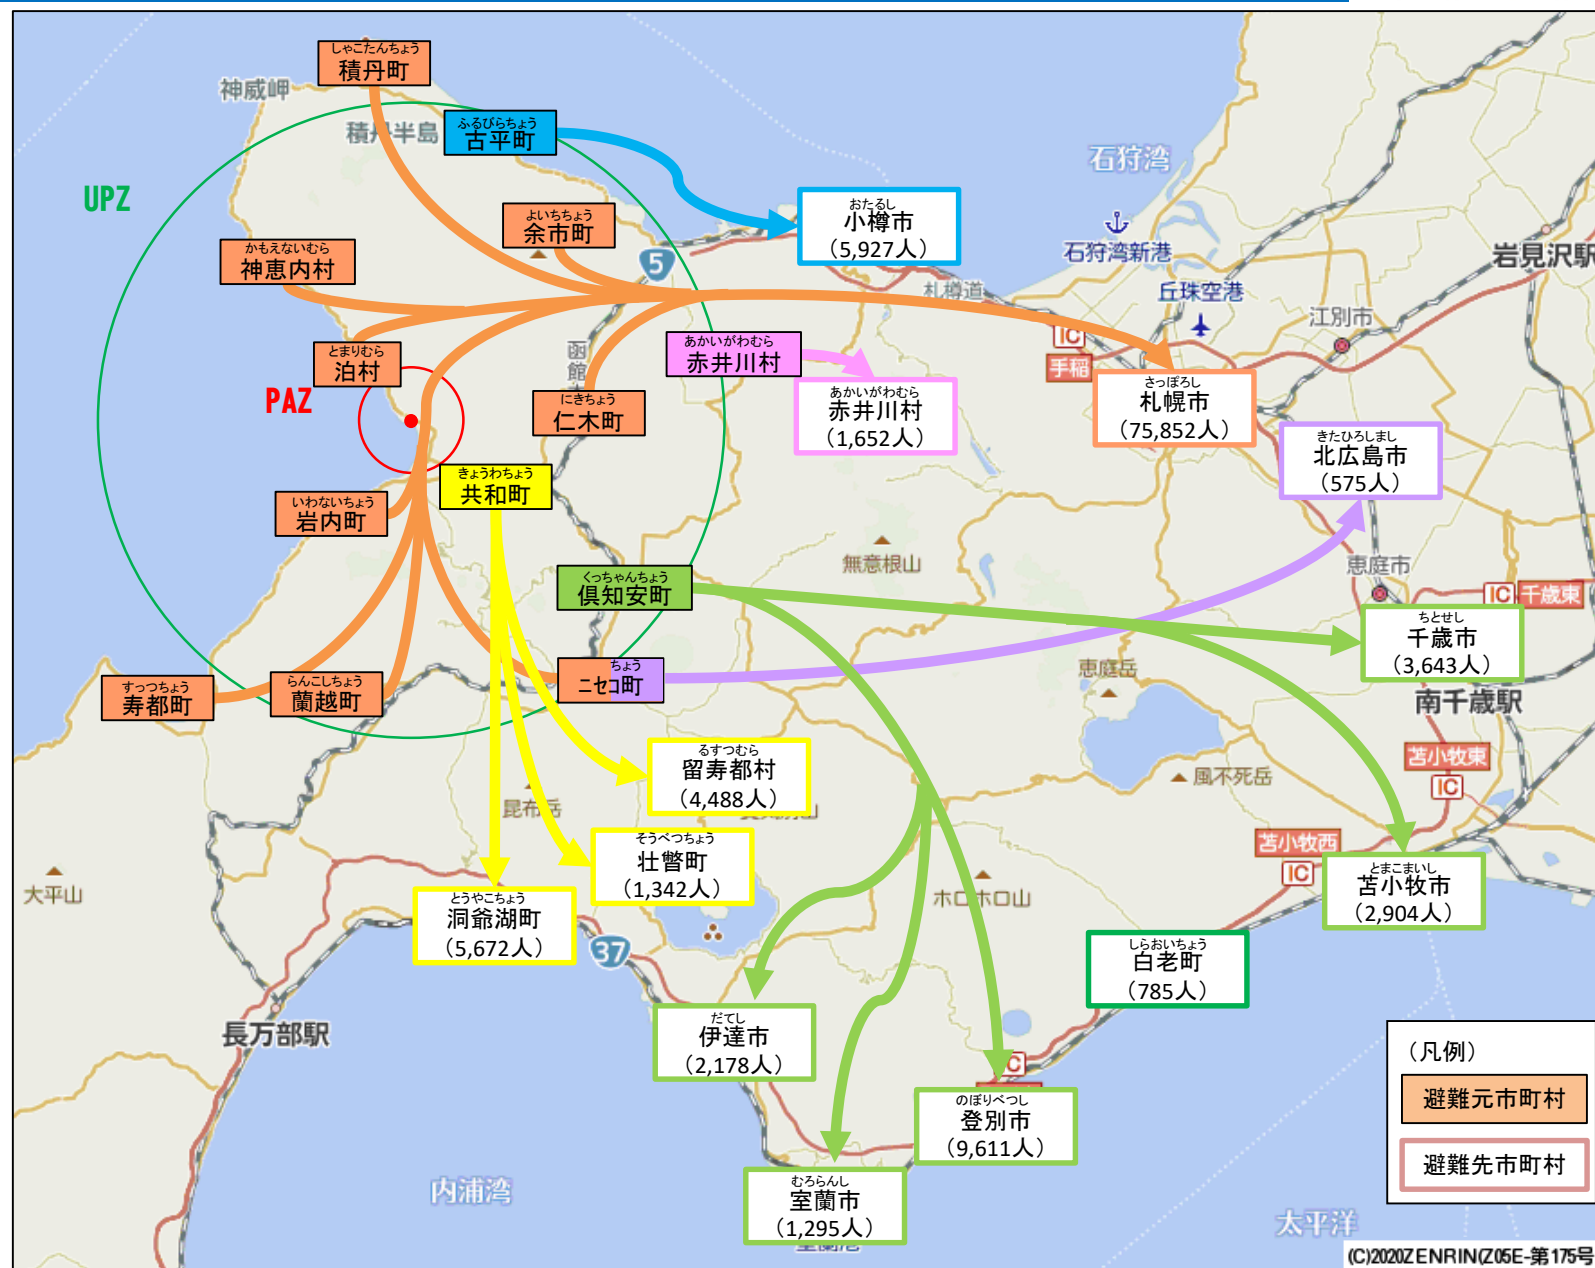 しゃこたんちょう
積丹町
神威岬
ふるびらちょう
古平町
積丹半島
石狩湾
UPZ
おたるし
小樽市
(5,927人)
よいちちょう
余市町
石狩湾新港
岩見沢駅
かもえないむら
神恵内村
5
札樽道
丘珠空港
江別市
IC
手稲
とまりむら
泊村
函館本
あかいがわむら
赤井川村
あかいがわむら
赤井川村
(1,652人)
さっぽろし
札幌市
(75,852人)
PAZ
にきちょう
仁木町
きたひろしまし
北広島市
(575人)
きょうわちょう
共和町
いわないちょう
岩内町
無意根山
恵庭市
くっちゃんちょう
倶知安町
IC
千歳東
ちとせし
千歳市
(3,643人)
ちょう
ニセコ町
恵庭岳
すっつちょう
寿都町
らんこしちょう
蘭越町
南千歳駅
るすつむら
留寿都村
(4,488人)
苫小牧東
IC
風不死岳
昆布岳
そうべつちょう
壮瞥町
(1,342人)
苫小牧西
IC
とまこまいし
苫小牧市
(2,904人)
大平山
ホロホロ山
とうやこちょう
洞爺湖町
(5,672人)
37
しらおいちょう
白老町
(785人)
長万部駅
だてし
伊達市
(2,178人)
IC
のぼりべつし
登別市
(9,611人)
むろらんし
室蘭市
(1,295人)
内浦湾
太平洋
(凡例)
避難元市町村
避難先市町村
(C)2020ZENRIN(Z05E-第175号